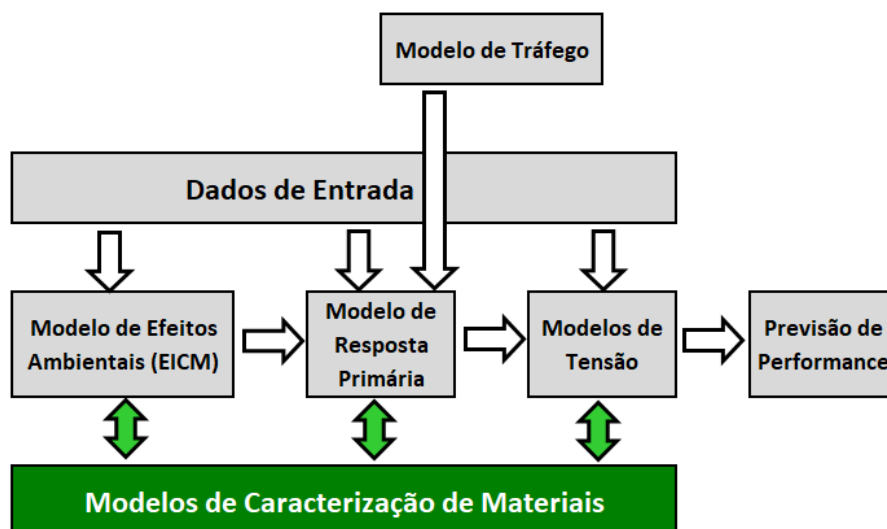 Modelo de Tráfego
Dados de Entrada
Modelo de Efeitos
Ambientais (EICM)
Modelo de
Resposta
Primária
Modelos de
Tensão
Previsão de
Performance
Modelos de Caracterização de Materiais